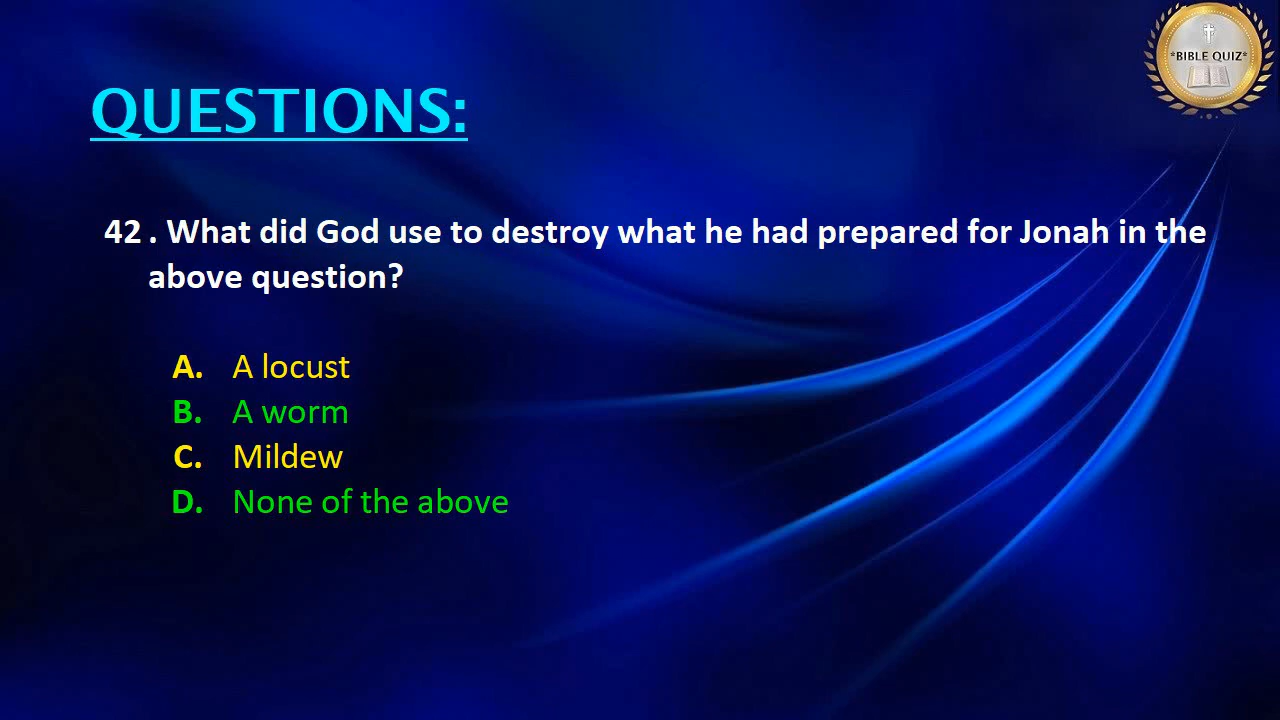 *BIBLE QUIZ*
QUESTIONS:
42 . What did God use to destroy what he had prepared for Jonah in the
above question?
A. A locust
B. A worm
C. Mildew
D. None of the above